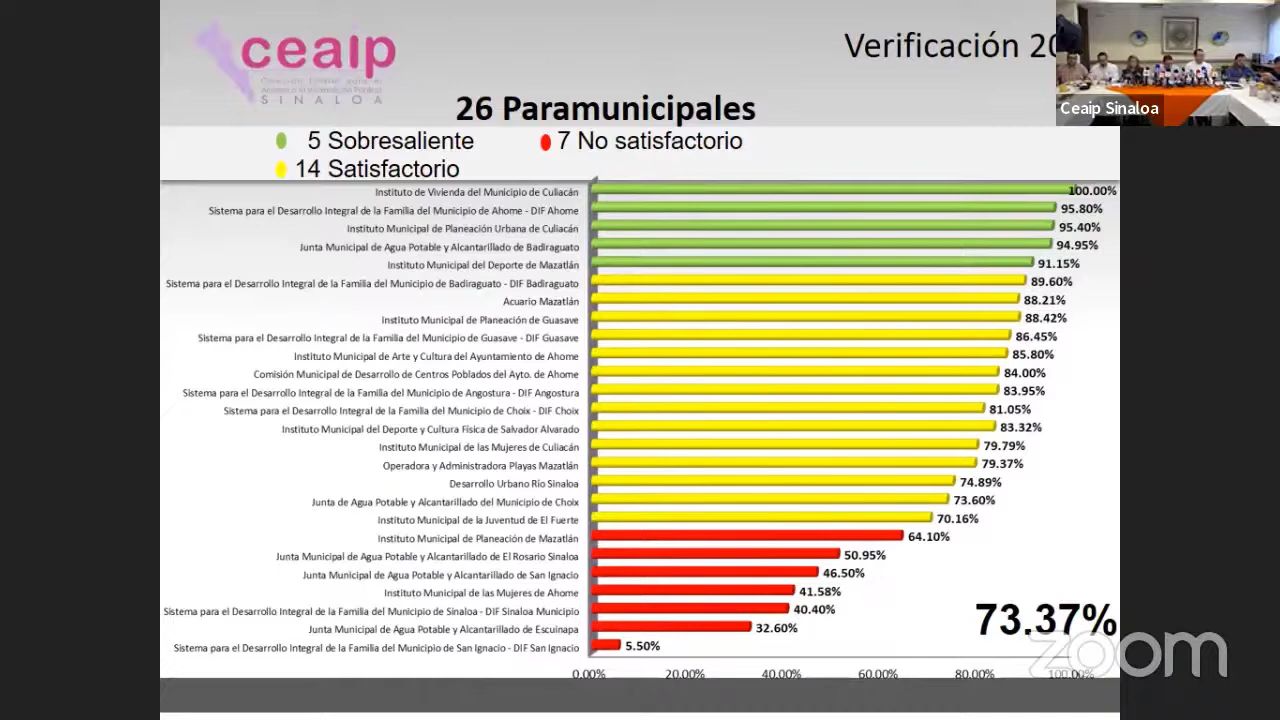 ceaip
Comisión Estatal para el
Acceso a la Información Pública
SINALOA
Verificación 20
Ceaip Sinaloa
26 Paramunicipales
5 Sobresaliente
7 No satisfactorio
14 Satisfactorio
Instituto de Vivienda del Municipio de Culiacán 100.00%
Sistema para el Desarrollo Integral de la Familia del Municipio de Ahome - DIF Ahome 95.80%
Instituto Municipal de Planeación Urbana de Culiacán 95.40%
Junta Municipal de Agua Potable y Alcantarillado de Badiraguato 94.95%
Instituto Municipal del Deporte de Mazatlán 91.15%
Sistema para el Desarrollo Integral de la Familia del Municipio de Badiraguato - DIF Badiraguato 89.60%
Acuario Mazatlán 88.21%
Instituto Municipal de Planeación de Guasave 88.42%
Sistema para el Desarrollo Integral de la Familia del Municipio de Guasave - DIF Guasave 86.45%
Instituto Municipal de Arte y Cultura del Ayuntamiento de Ahome 85.80%
Comisión Municipal de Desarrollo de Centros Poblados del Ayto. de Ahome 84.00%
Sistema para el Desarrollo Integral de la Familia del Municipio de Angostura - DIF Angostura 83.95%
Sistema para el Desarrollo Integral de la Familia del Municipio de Choix - DIF Choix 81.05%
Instituto Municipal del Deporte y Cultura Física de Salvador Alvarado 83.32%
Instituto Municipal de las Mujeres de Culiacán 79.79%
Operadora y Administradora Playas Mazatlán 79.37%
Desarrollo Urbano Río Sinaloa 74.89%
Junta de Agua Potable y Alcantarillado del Municipio de Choix 73.60%
Instituto Municipal de la Juventud de El Fuerte 70.16%
Instituto Municipal de Planeación de Mazatlán 64.10%
Junta Municipal de Agua Potable y Alcantarillado de El Rosario Sinaloa 50.95%
Junta Municipal de Agua Potable y Alcantarillado de San Ignacio 46.50%
Instituto Municipal de las Mujeres de Ahome 41.58%
Sistema para el Desarrollo Integral de la Familia del Municipio de Sinaloa - DIF Sinaloa Municipio 40.40%
Junta Municipal de Agua Potable y Alcantarillado de Escuinapa 32.60%
Sistema para el Desarrollo Integral de la Familia del Municipio de San Ignacio - DIF San Ignacio 5.50%
73.37%
zoom
0.00% 20.00% 40.00% 60.00% 80.00% 100.00%